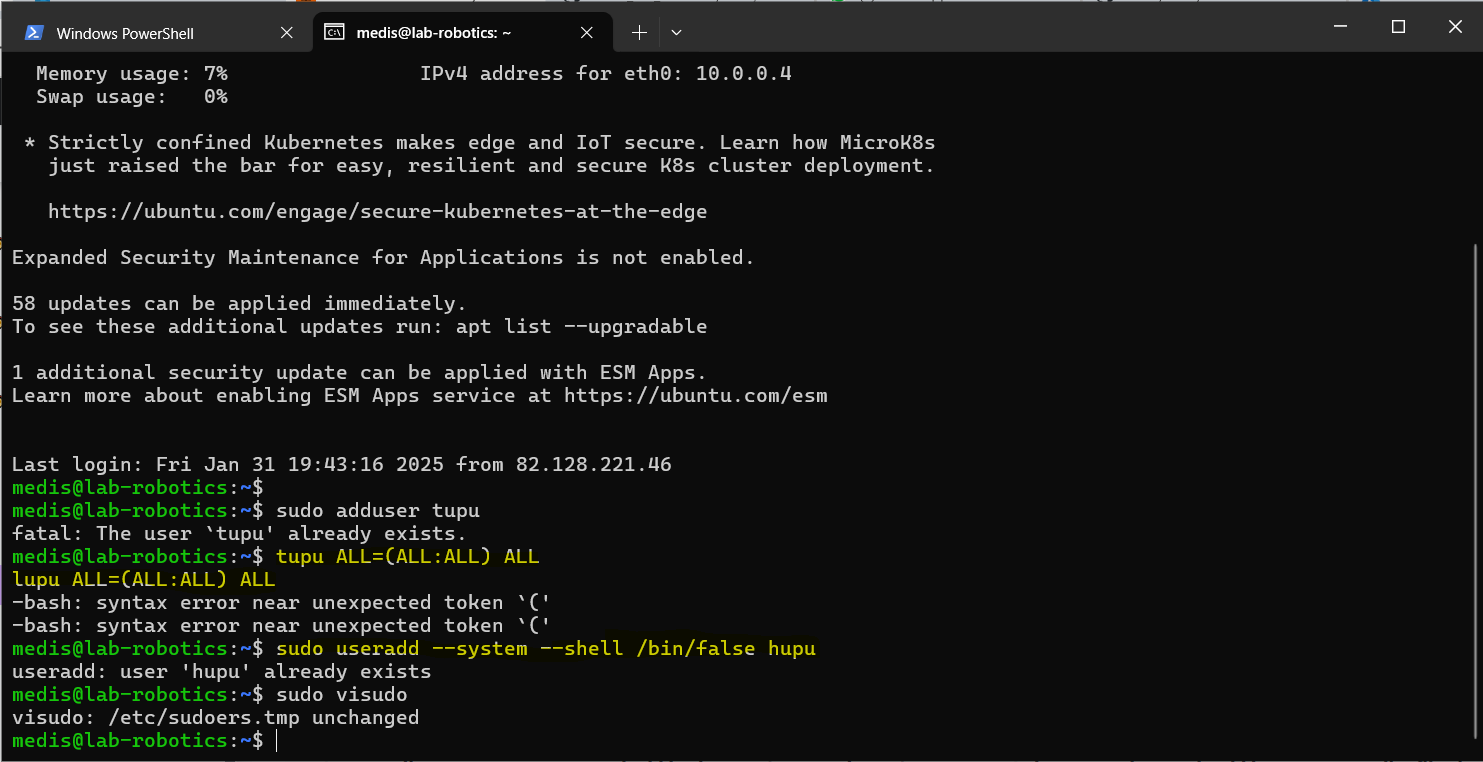 Windows PowerShell
medis@lab-robotics: ~
Memory usage: 7% IPv4 address for eth0: 10.0.0.4
Swap usage: 0%
* Strictly confined Kubernetes makes edge and IoT secure. Learn how MicroK8s
just raised the bar for easy, resilient and secure K8s cluster deployment.
https://ubuntu.com/engage/secure-kubernetes-at-the-edge
Expanded Security Maintenance for Applications is not enabled.
58 updates can be applied immediately.
To see these additional updates run: apt list --upgradable
1 additional security update can be applied with ESM Apps.
Learn more about enabling ESM Apps service at https://ubuntu.com/esm
Last login: Fri Jan 31 19:43:16 2025 from 82.128.221.46
medis@lab-robotics:~$
medis@lab-robotics:~$ sudo adduser tupu
fatal: The user `tupu' already exists.
medis@lab-robotics:~$ tupu ALL=(ALL:ALL) ALL
lupu ALL=(ALL:ALL) ALL
-bash: syntax error near unexpected token `('
-bash: syntax error near unexpected token `('
medis@lab-robotics:~$ sudo useradd --system --shell /bin/false hupu
useradd: user 'hupu' already exists
medis@lab-robotics:~$ sudo visudo
visudo: /etc/sudoers.tmp unchanged
medis@lab-robotics:~$